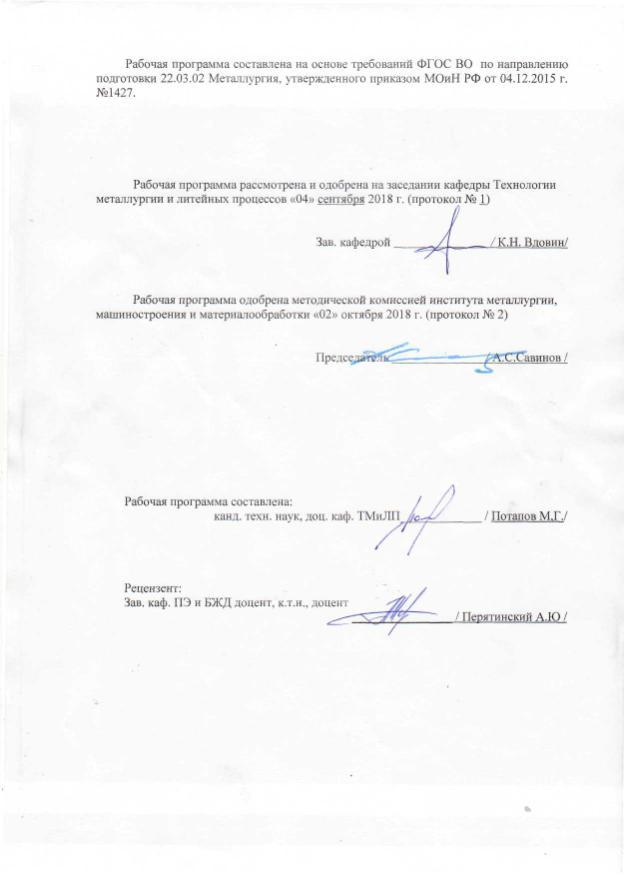 Рабочая программа составлена на основе требований ФГОС ВО по направлению
подготовки 22.03.02 Металлургия, утвержденного приказом МОиН РФ от 04.12.2015 г.
№1427.
Рабочая программа рассмотрена и одобрена на заседании кафедры Технологии
металлургии и литейных процессов «04» сентября 2018 г. (протокол № 1)
Зав. кафедрой / К.Н. Вдовин/
Рабочая программа одобрена методической комиссией института металлургии,
машиностроения и материалообработки «02» октября 2018 г. (протокол № 2)
Председатель / А.С.Савинов /
Рабочая программа составлена:
канд. техн. наук, доц. каф. ТМиЛП / Потапов М.Г./
Рецензент:
Зав. каф. ПЭ и БЖД доцент, к.т.н., доцент
/ Перятинский А.Ю /